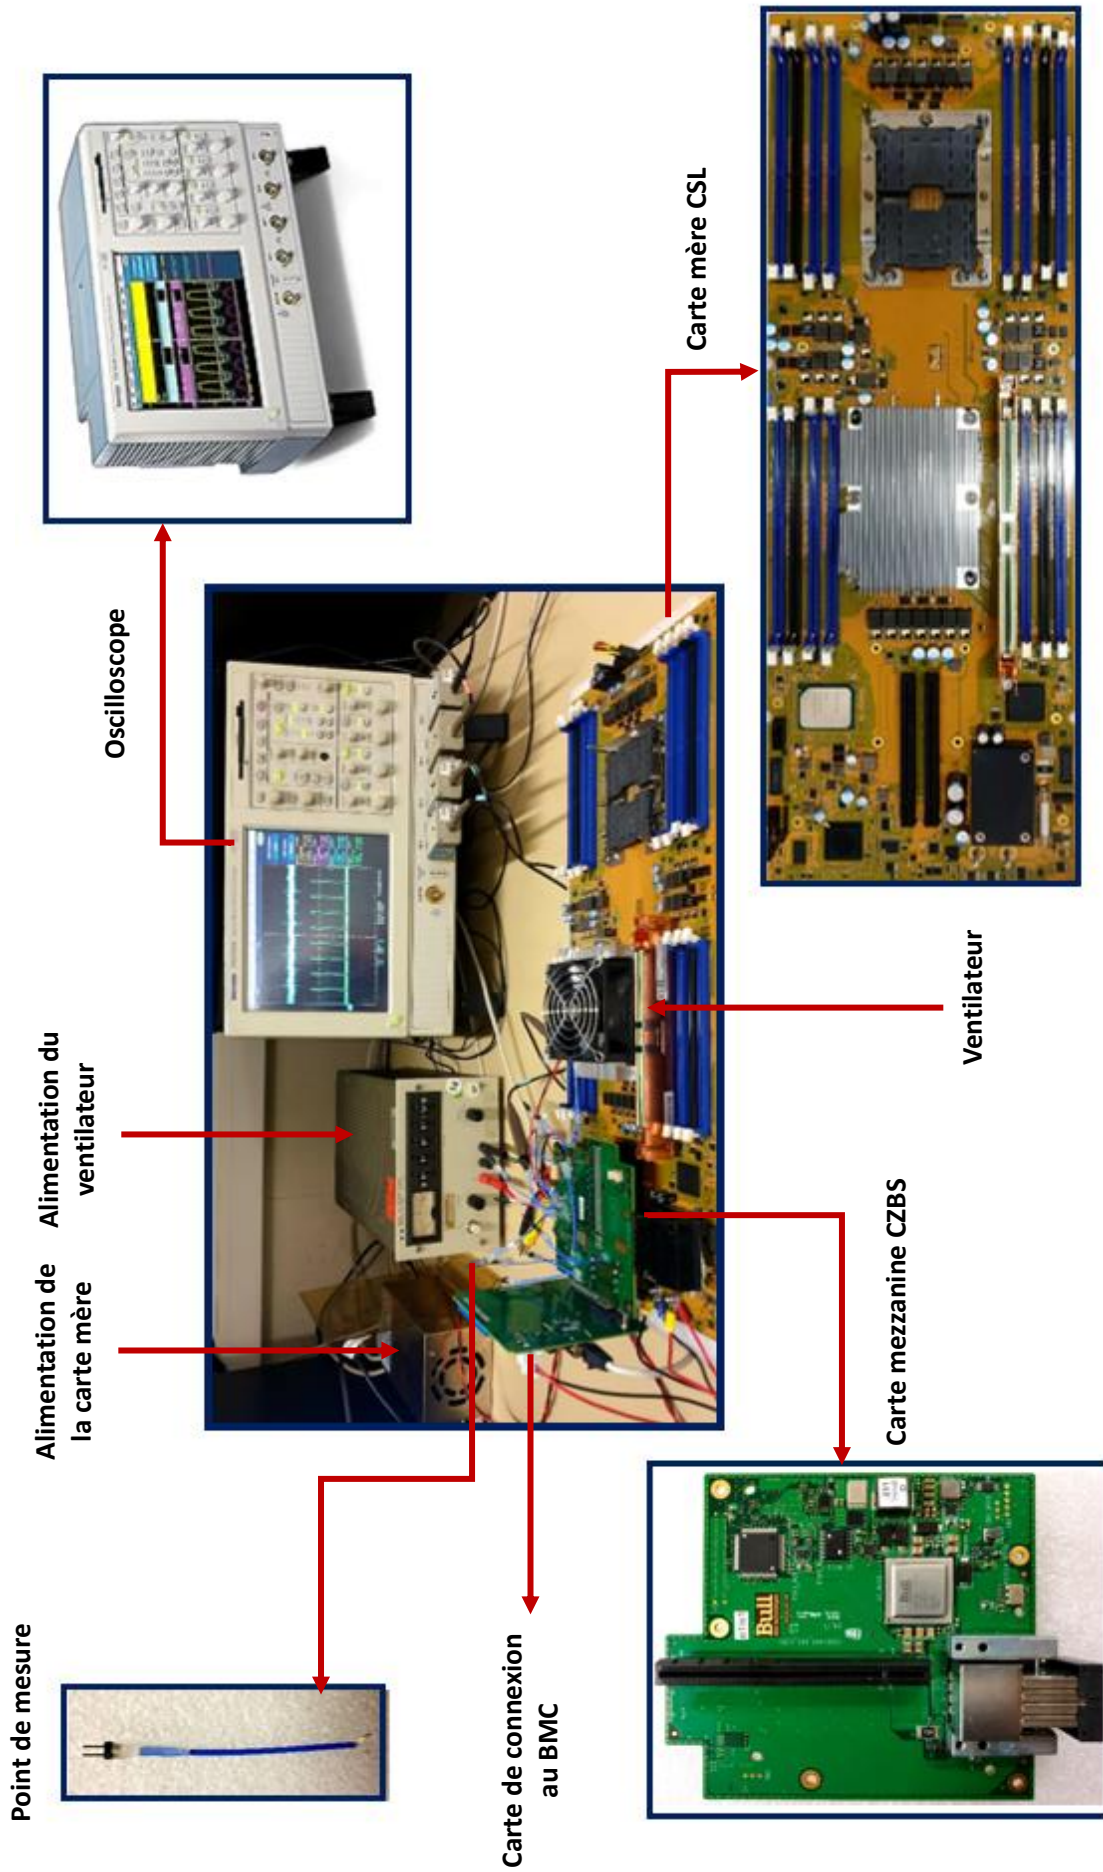 Point de mesure
Alimentation de
la carte mère
Alimentation du
ventilateur
Oscilloscope
Carte mère CSL
Carte de connexion
au BMC
Carte mezzanine CZBS
Ventilateur
Bull
Bull